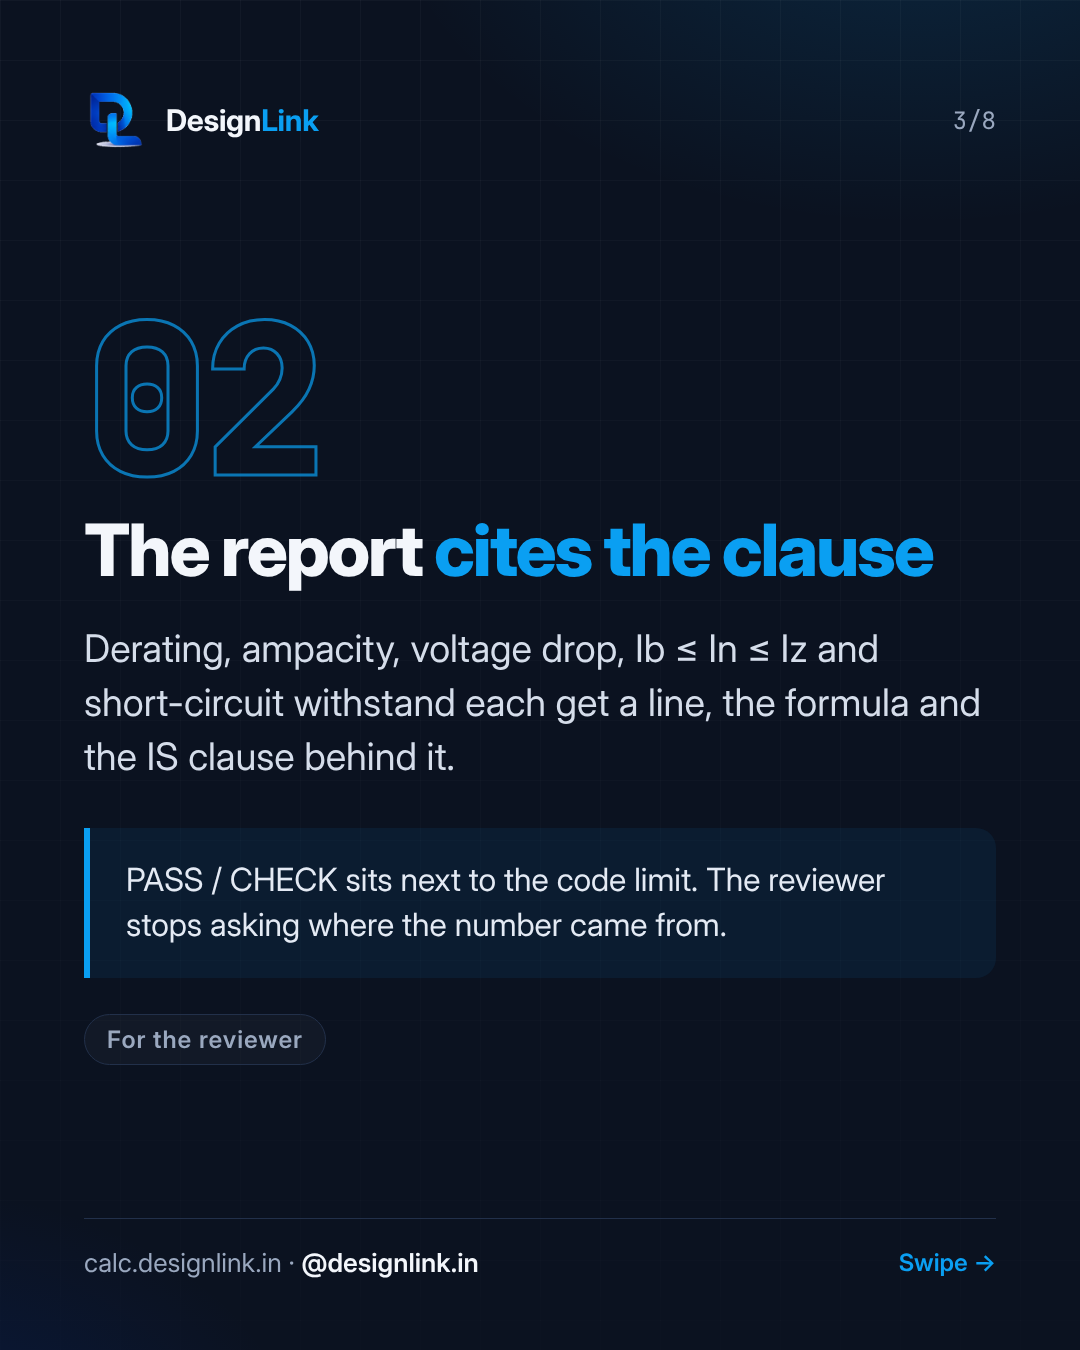 DesignLink
3/8
02
The report cites the clause
Derating, ampacity, voltage drop, Ib ≤ In ≤ Iz and
short-circuit withstand each get a line, the formula and
the IS clause behind it.
PASS / CHECK sits next to the code limit. The reviewer
stops asking where the number came from.
For the reviewer
calc.designlink.in · @designlink.in
Swipe →